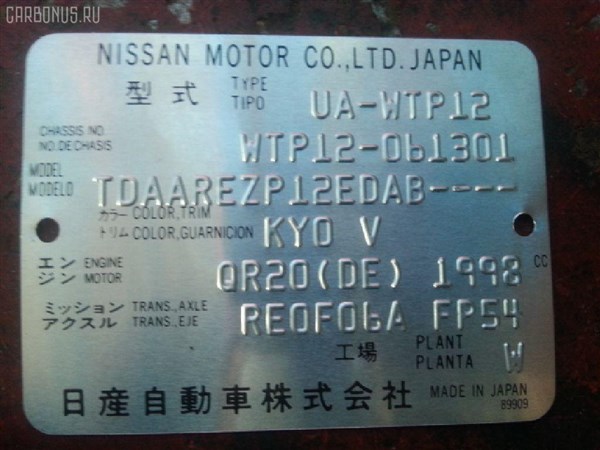 CARBONUS.RU
NISSAN MOTOR CO.,LTD. JAPAN
型式 TYPE TIPO UA-WTP12
CHASSIS NO. NO. DE CHASIS WTP12-061301
MODEL MODELO TDAAREZP12EDAB----
カラー COLOR,TRIM
トリム COLOR,GUARNICION KY0 V
エンジン ENGINE MOTOR QR20(DE) 1998 CC
ミッション TRANS.,AXLE
アクスル TRANS.,EJE RE0F06A FP54
工場 PLANT PLANTA W
日産自動車株式会社 MADE IN JAPAN
89909